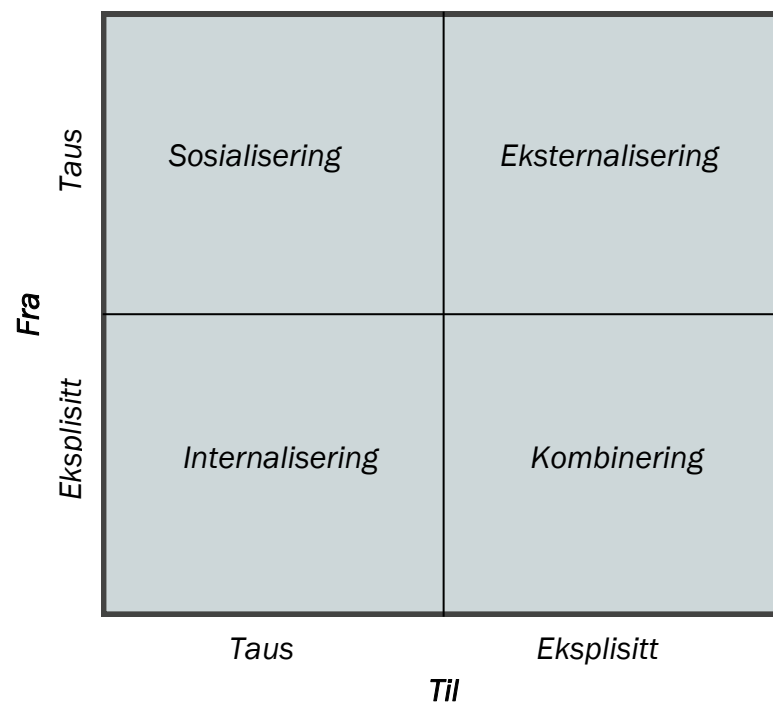 Taus
Sosialisering
Eksternalisering
Fra
Eksplisitt
Internalisering
Kombinering
Taus
Eksplisitt
Til